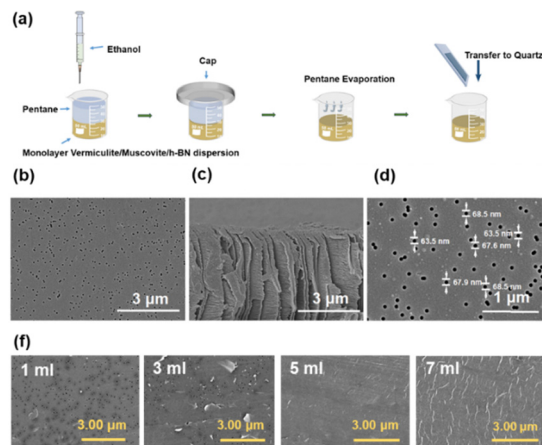 (a)
Ethanol
Pentane
Monolayer Vermiculite/Muscovite/h-BN dispersion
Cap
Pentane Evaporation
Transfer to Quartz
(b)
3 μm
(c)
3 μm
(d)
68.5 nm
63.5 nm
63.5 nm
67.6 nm
67.9 nm
68.5 nm
1 μm
(f)
1 ml
3.00 μm
3 ml
3.00 μm
5 ml
3.00 μm
7 ml
3.00 μm